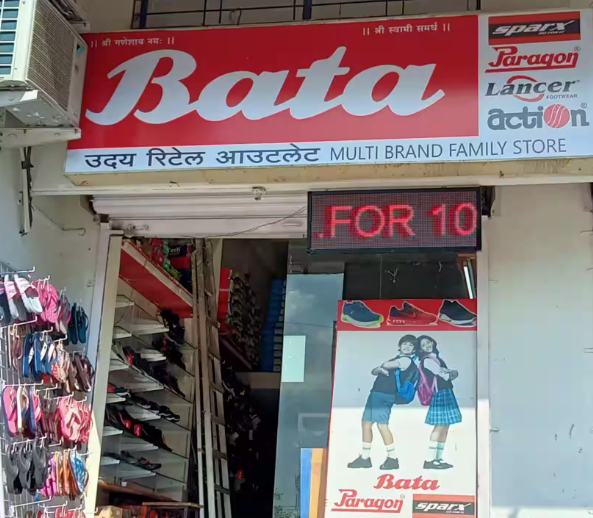 || श्री गणेशाय नमः ||
|| श्री स्वामी समर्थ ||
Bata
sparx
Paragon
Lancer
FOOTWEAR
action
उदय रिटेल आउटलेट MULTI BRAND FAMILY STORE
.FOR 10
Bata
Paragon
sparx